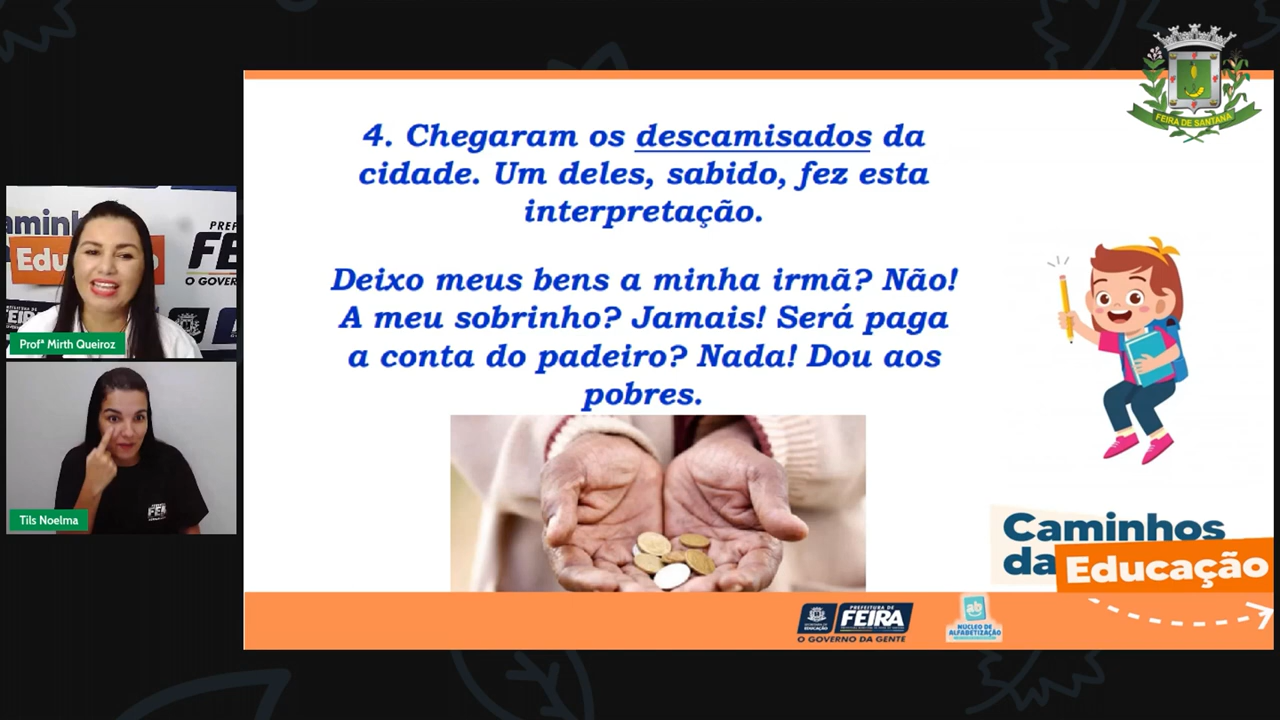 FEIRA DE SANTANA
4. Chegaram os descamisados da
cidade. Um deles, sabido, fez esta
interpretação.
Deixo meus bens a minha irmã? Não!
A meu sobrinho? Jamais! Será paga
a conta do padeiro? Nada! Dou aos
pobres.
Profª Mirth Queiroz
Tils Noelma
Caminhos
da Educação
PREFEITURA DE
FEIRA
O GOVERNO DA GENTE
EDUCAÇÃO
NÚCLEO DE
ALFABETIZAÇÃO